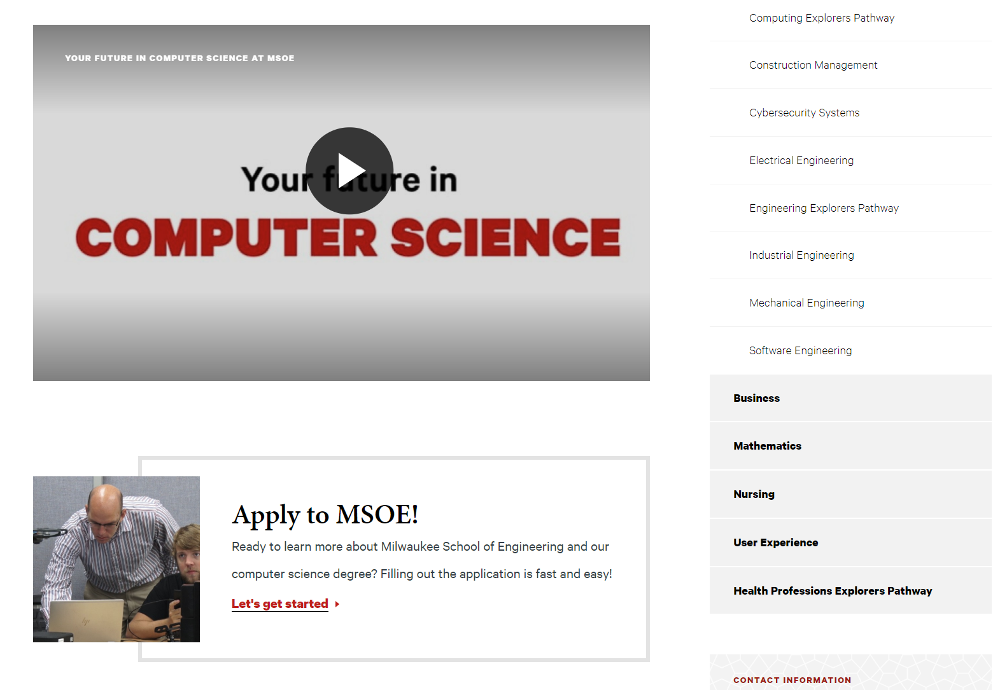 YOUR FUTURE IN COMPUTER SCIENCE AT MSOE
Your future in
COMPUTER SCIENCE
Apply to MSOE!
Ready to learn more about Milwaukee School of Engineering and our
computer science degree? Filling out the application is fast and easy!
Let's get started
Computing Explorers Pathway
Construction Management
Cybersecurity Systems
Electrical Engineering
Engineering Explorers Pathway
Industrial Engineering
Mechanical Engineering
Software Engineering
Business
Mathematics
Nursing
User Experience
Health Professions Explorers Pathway
CONTACT INFORMATION